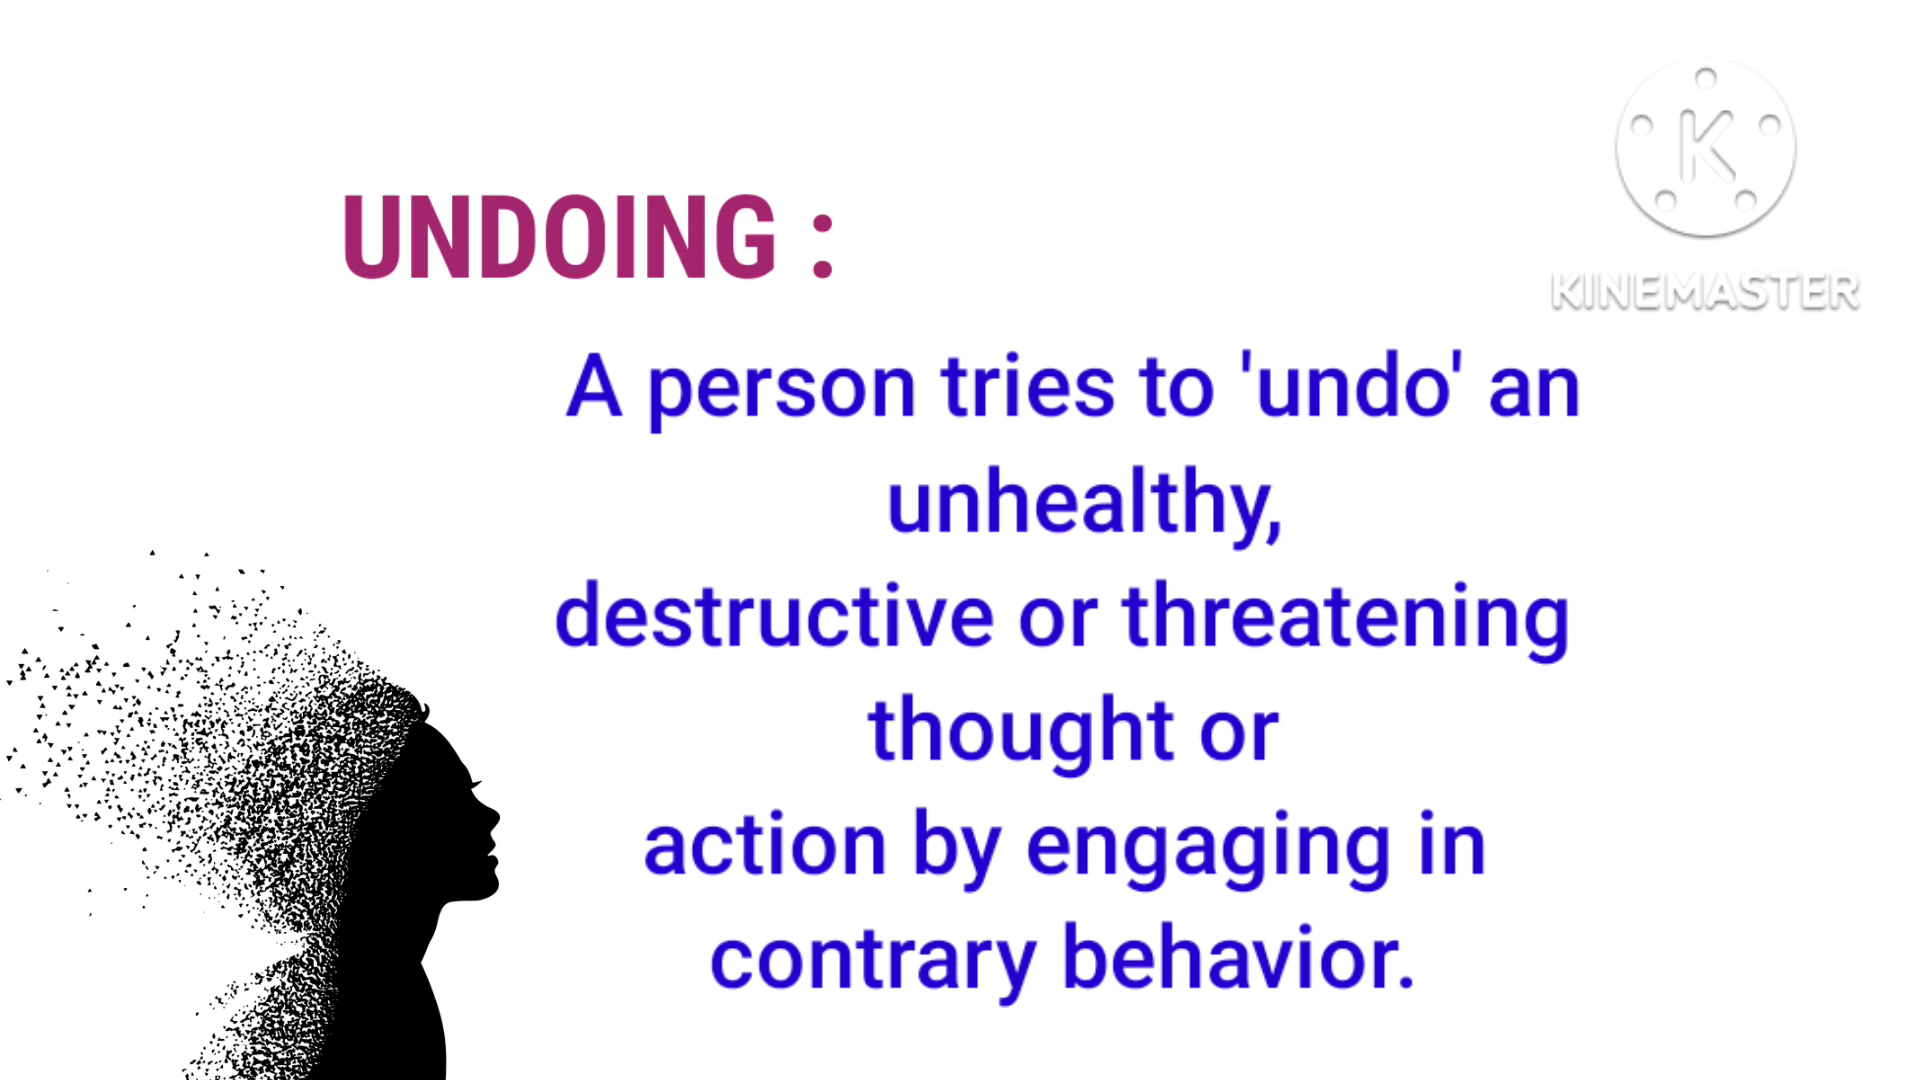 K
KINEMASTER
UNDOING :
A person tries to 'undo' an
unhealthy,
destructive or threatening
thought or
action by engaging in
contrary behavior.